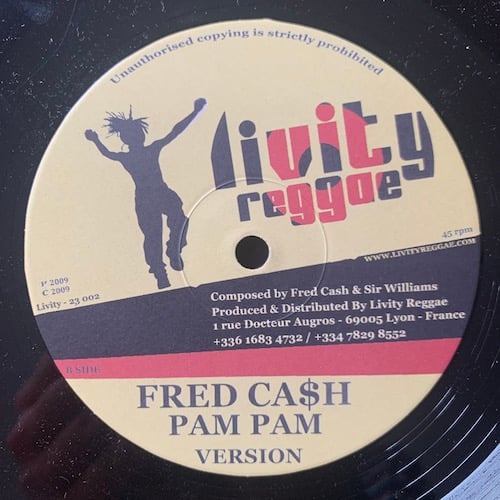 Unauthorised copying is strictly prohibited
livity
reggae
45 rpm
WWW.LIVITYREGGAE.COM
P 2009
C 2009
Livity - 23 002
Composed by Fred Cash & Sir Williams
Produced & Distributed By Livity Reggae
1 rue Docteur Augros - 69005 Lyon - France
+336 1683 4732 / +334 7829 8552
B SIDE
FRED CA$H
PAM PAM
VERSION